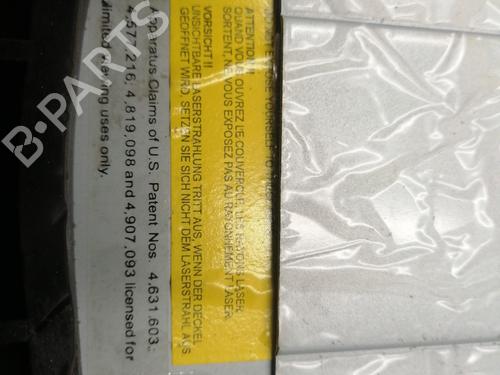 ATTENTION!!
QUAND VOUS OUVREZ LE COUVERCLE, LES RAYONS LASER
SORTENT, NE VOUS EXPOSEZ PAS AU RAYONNEMENT LASER.
VORSICHT!!
UNSICHTBARE LASERSTRAHLUNG TRITT AUS, WENN DER DECKEL
GEÖFFNET WIRD. SETZEN SIE SICH NICHT DEM LASERSTRAHL AUS
Apparatus Claims of U.S. Patent Nos. 4,631,603;
4,577,216; 4,819,098 and 4,907,093 licensed for
limited viewing uses only.
B-PARTS